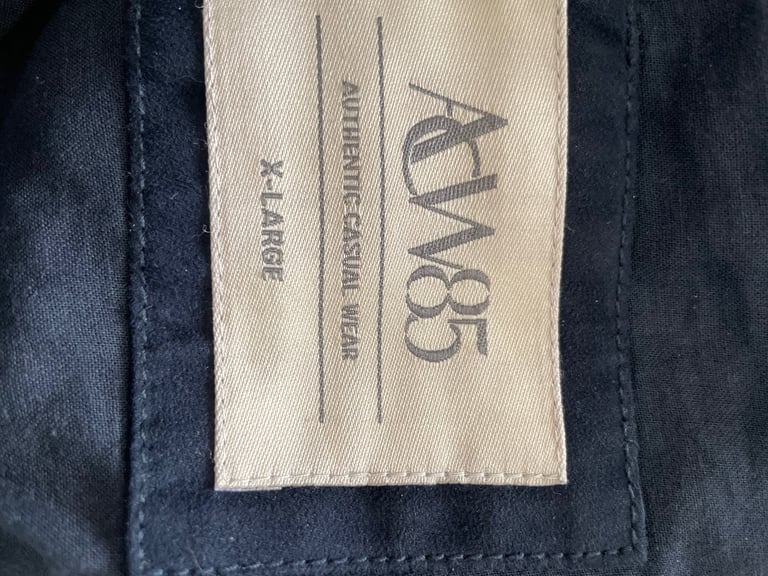 ACW85
AUTHENTIC CASUAL WEAR
X-LARGE